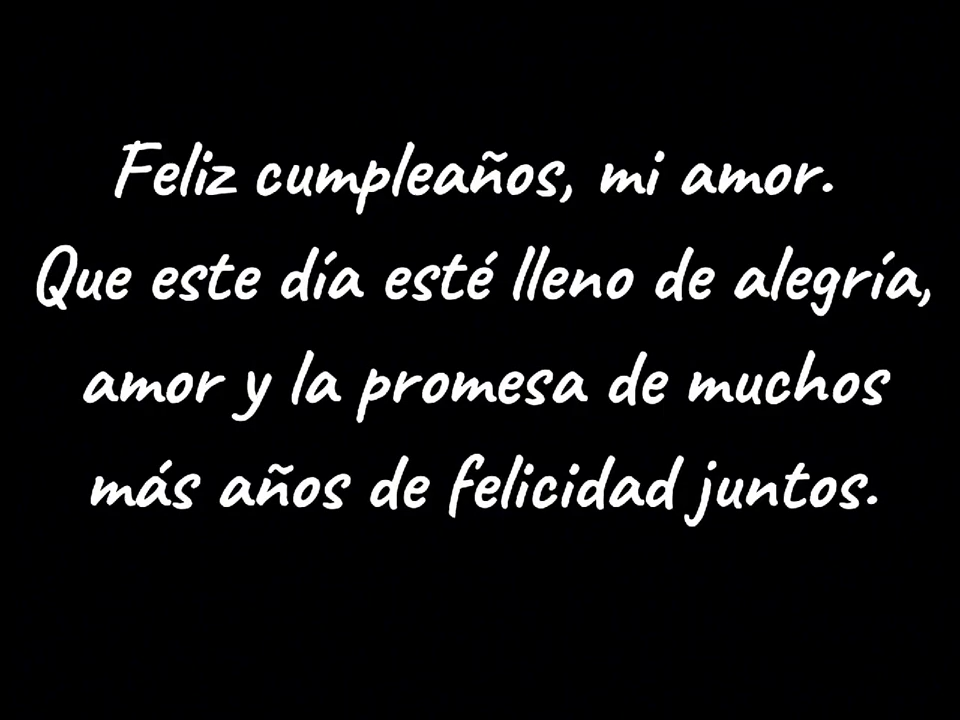 Feliz cumpleaños, mi amor.
Que este día esté lleno de alegría,
amor y la promesa de muchos
más años de felicidad juntos.